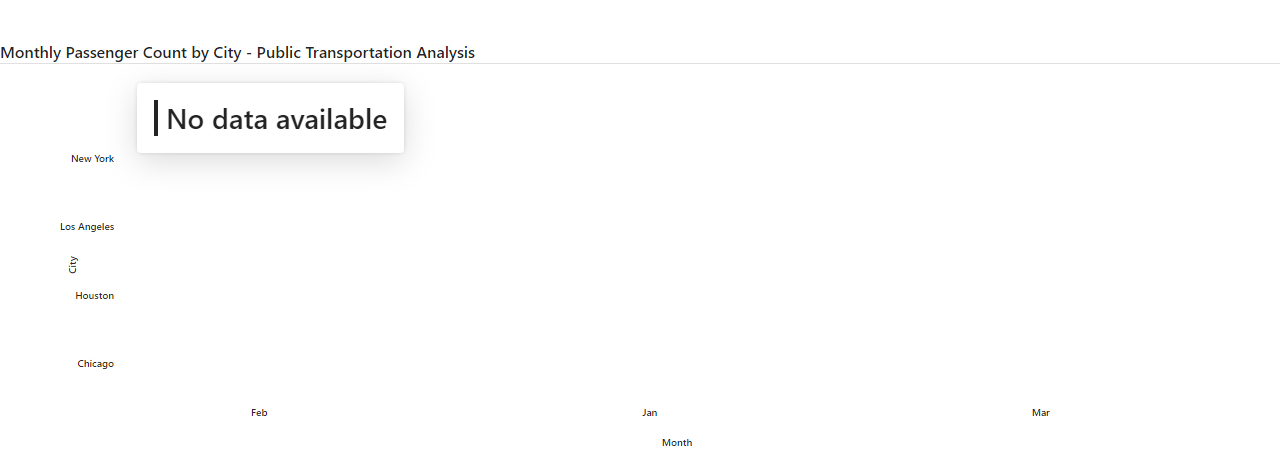 Monthly Passenger Count by City - Public Transportation Analysis
No data available
New York
Los Angeles
City
Houston
Chicago
Feb
Jan
Mar
Month